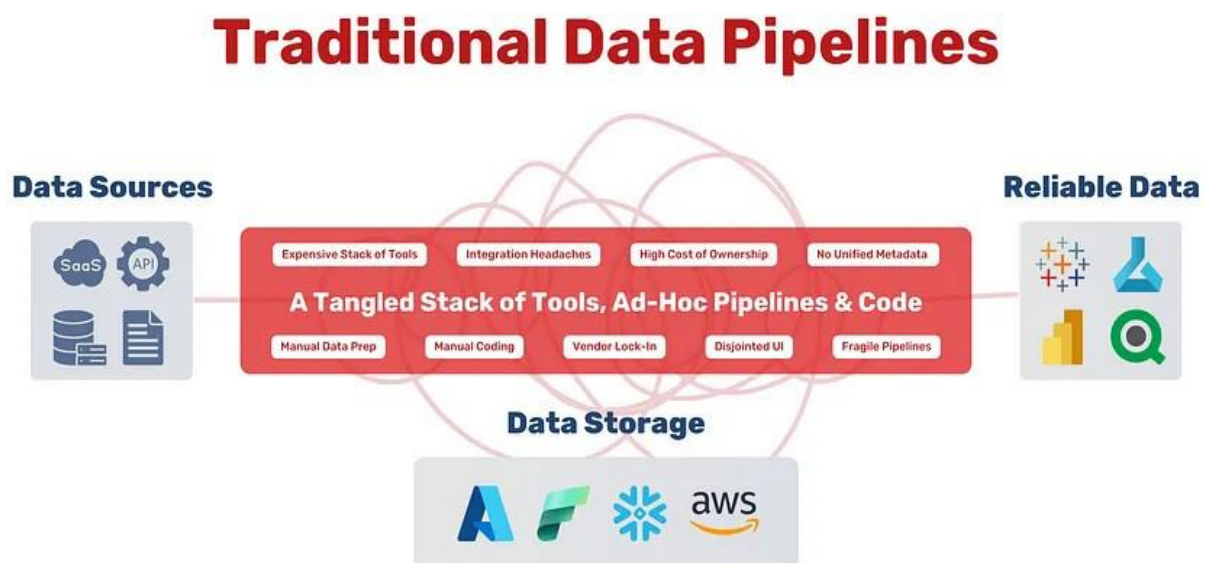 Traditional Data Pipelines
Data Sources
Reliable Data
SaaS
API
Expensive Stack of Tools
Integration Headaches
High Cost of Ownership
No Unified Metadata
A Tangled Stack of Tools, Ad-Hoc Pipelines & Code
Manual Data Prep
Manual Coding
Vendor Lock-In
Disjointed UI
Fragile Pipelines
Data Storage
aws